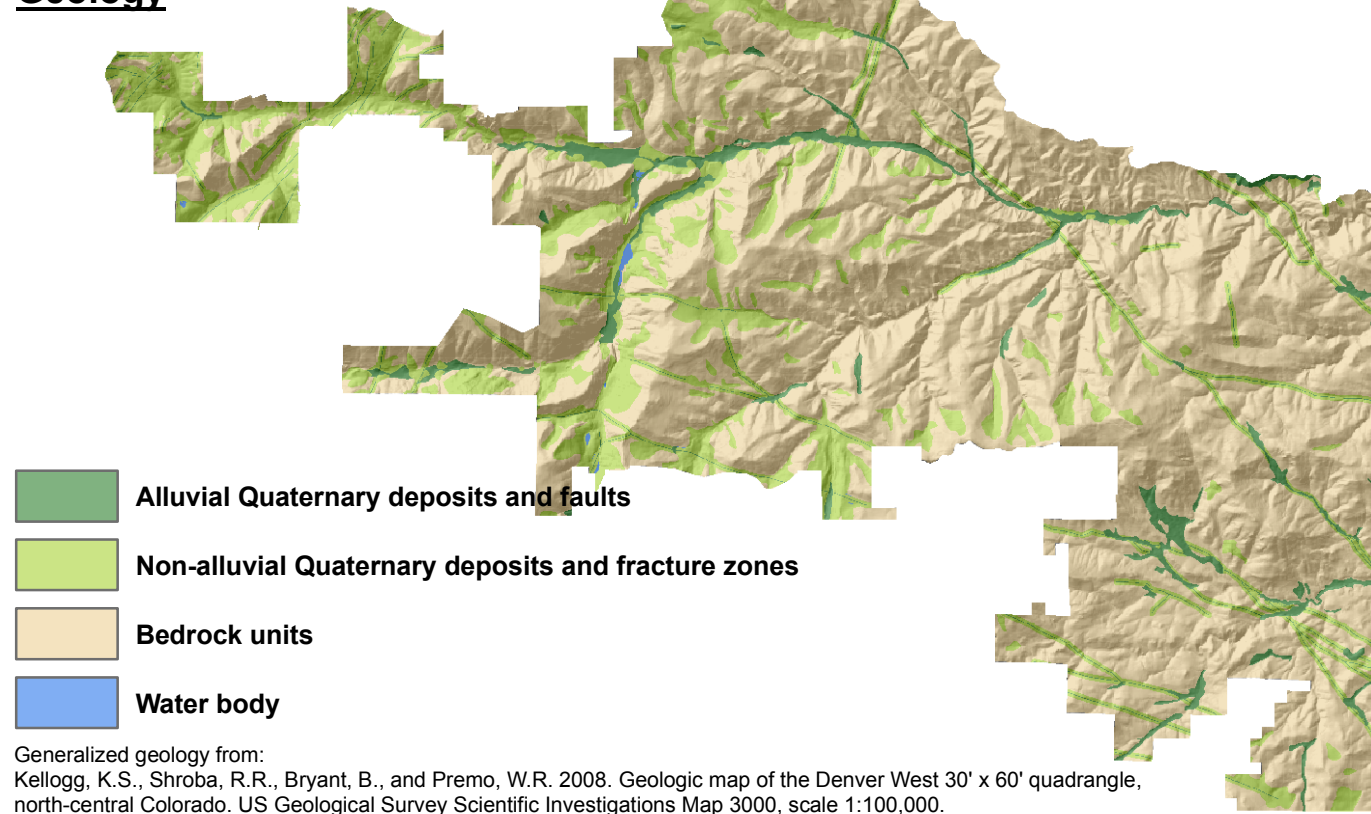 Geology
Alluvial Quaternary deposits and faults
Non-alluvial Quaternary deposits and fracture zones
Bedrock units
Water body
Generalized geology from:
Kellogg, K.S., Shroba, R.R., Bryant, B., and Premo, W.R. 2008. Geologic map of the Denver West 30' x 60' quadrangle,
north-central Colorado. US Geological Survey Scientific Investigations Map 3000, scale 1:100,000.